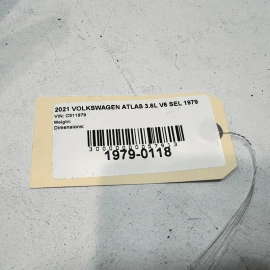 2021 VOLKSWAGEN ATLAS 3.6L V6 SEL 1979
VIN: C511979
Weight:
Dimensions:
1979-0118